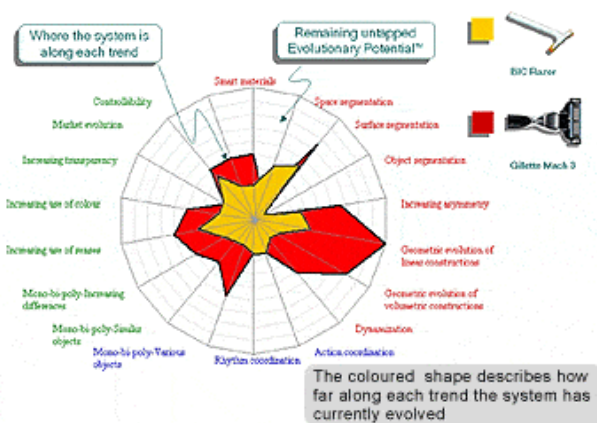 Where the system is
along each trend
Remaining untapped
Evolutionary Potential™
BIC Razor
Gillette Mach 3
Smart materials
Space segmentation
Surface segmentation
Object segmentation
Increasing asymmetry
Geometric evolution of
linear constructions
Geometric evolution of
volumetric constructions
Dynamization
Action coordination
Rhythm coordination
Mono-bi-poly-Various
objects
Mono-bi-poly-Similar
objects
Mono-bi-poly-Increasing
differences
Increasing use of senses
Increasing use of colour
Increasing transparency
Market evolution
Controllability
The coloured shape describes how
far along each trend the system has
currently evolved